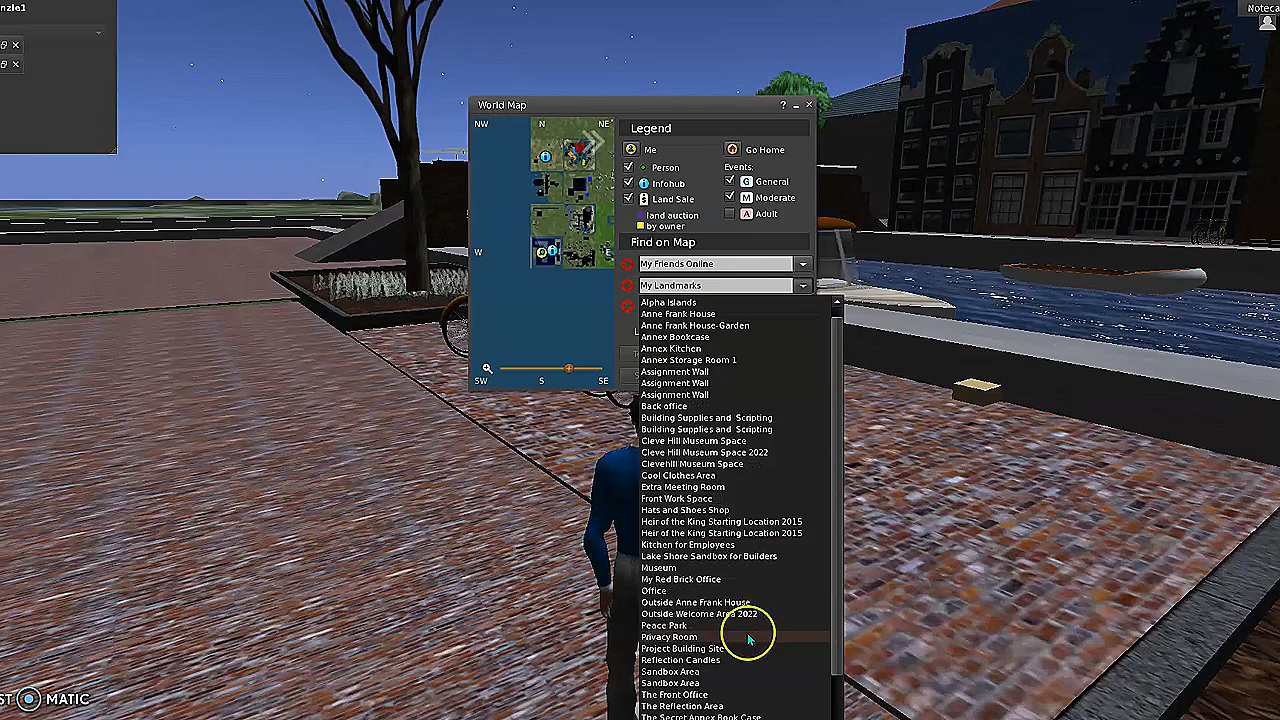 nzle1
Noteca
World Map
?
NW
N
NE
W
E
SW
S
SE
Legend
Me
Go Home
Person
Events:
Infohub
G General
Land Sale
M Moderate
land auction
A Adult
by owner
Find on Map
My Friends Online
My Landmarks
Alpha Islands
Anne Frank House
Anne Frank House-Garden
Annex Bookcase
Annex Kitchen
Annex Storage Room 1
Assignment Wall
Assignment Wall
Assignment Wall
Back office
Building Supplies and Scripting
Building Supplies and Scripting
Cleve Hill Museum Space
Cleve Hill Museum Space 2022
Clevehill Museum Space
Cool Clothes Area
Extra Meeting Room
Front Work Space
Hats and Shoes Shop
Heir of the King Starting Location 2015
Heir of the King Starting Location 2015
Kitchen for Employees
Lake Shore Sandbox for Builders
Museum
My Red Brick Office
Office
Outside Anne Frank House
Outside Welcome Area 2022
Peace Park
Privacy Room
Project Building Site
Reflection Candles
Sandbox Area
Sandbox Area
The Front Office
The Reflection Area
The Secret Annex Book Case
ST MATIC